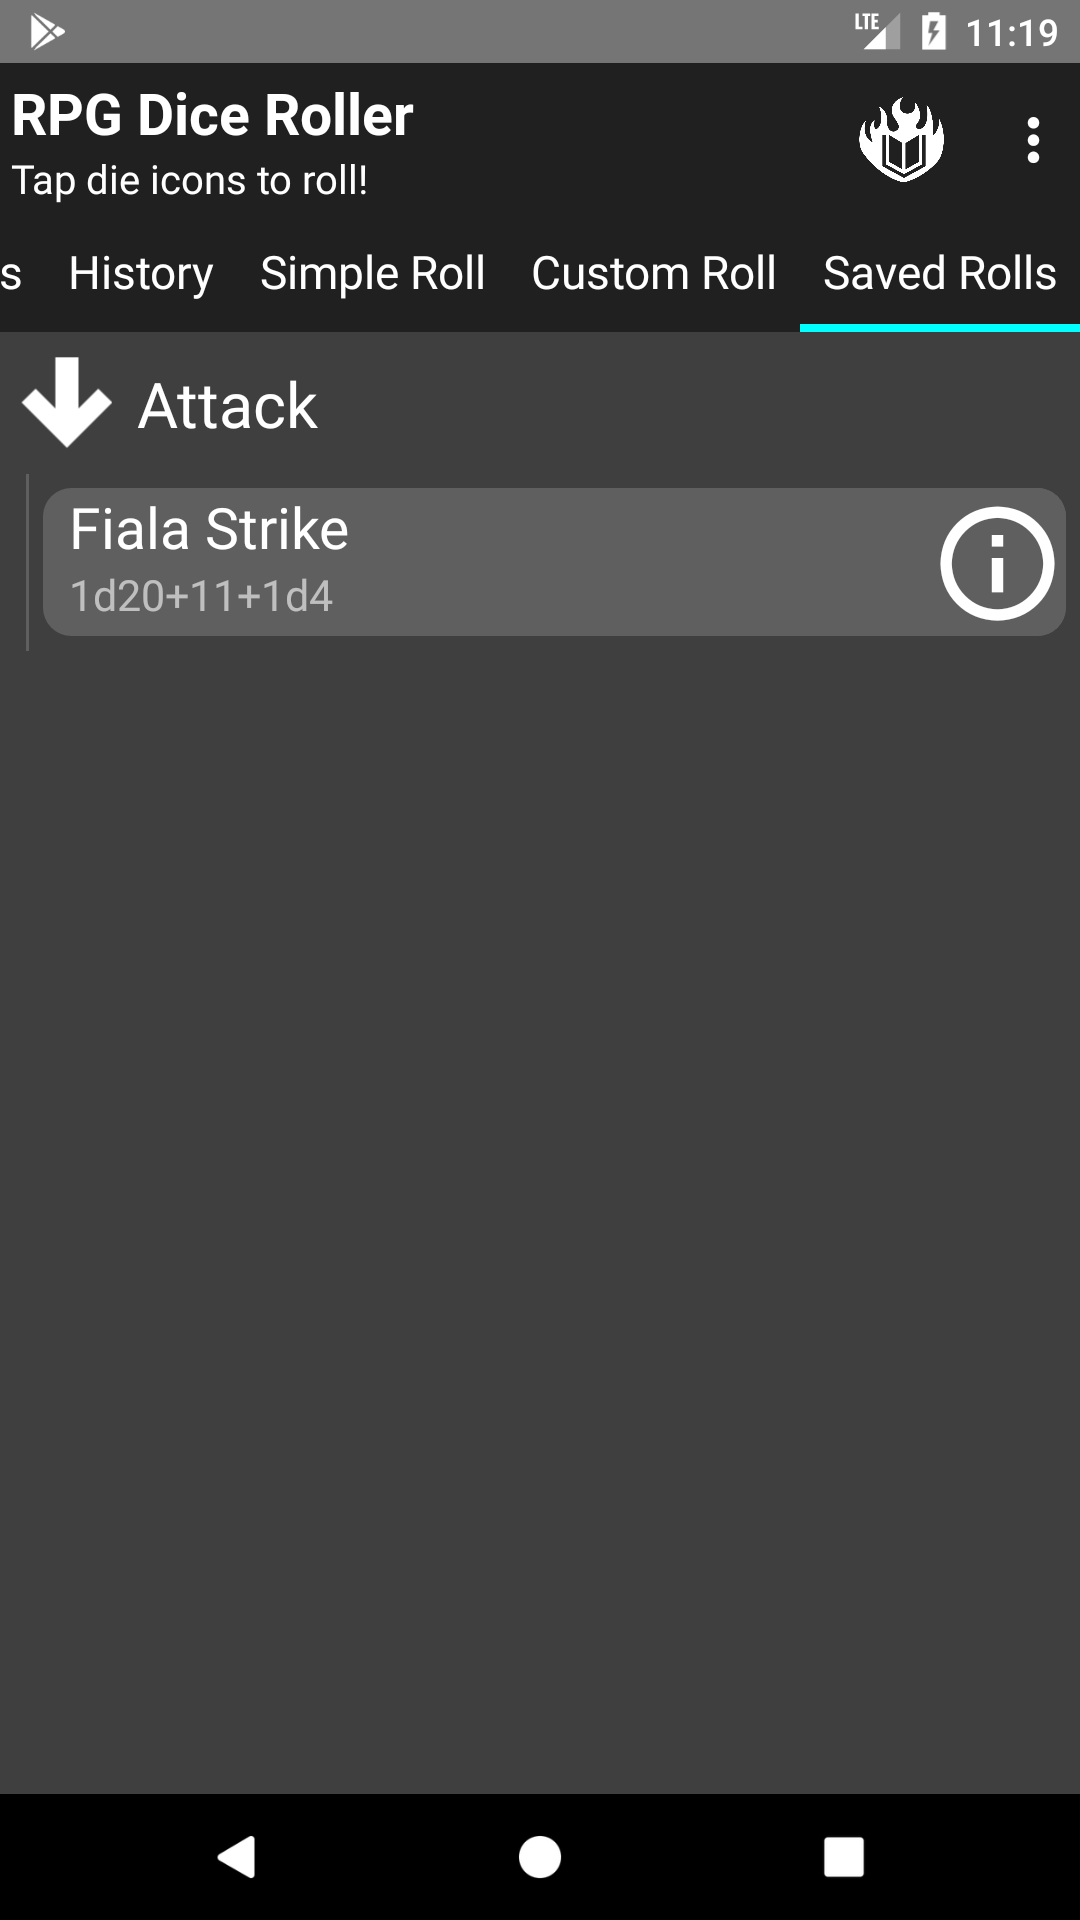 LTE 11:19
RPG Dice Roller
Tap die icons to roll!
s History Simple Roll Custom Roll Saved Rolls
Attack
Fiala Strike
1d20+11+1d4